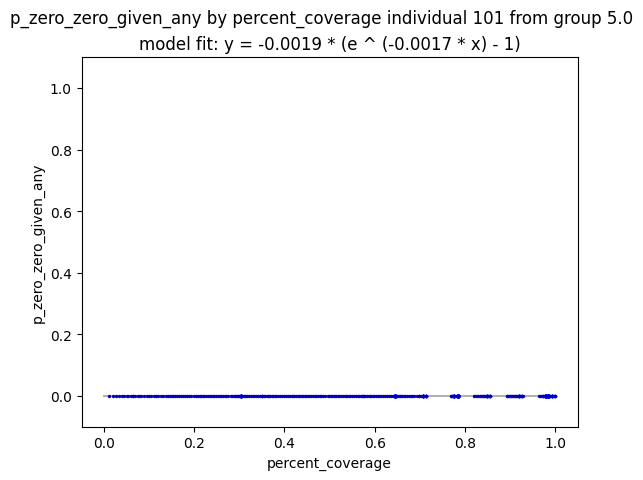 p_zero_zero_given_any by percent_coverage individual 101 from group 5.0
model fit: y = -0.0019 * (e ^ (-0.0017 * x) - 1)
1.0
0.8
0.6
0.4
0.2
0.0
p_zero_zero_given_any
0.0 0.2 0.4 0.6 0.8 1.0
percent_coverage